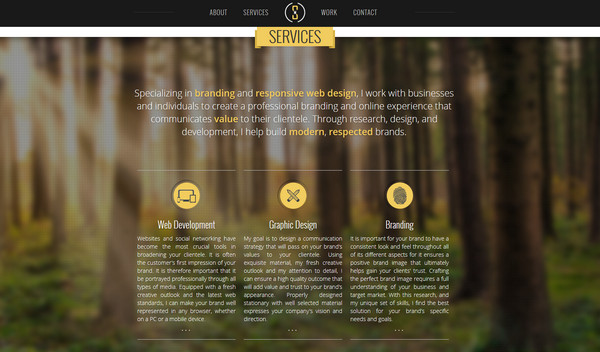 ABOUT SERVICES S WORK CONTACT
SERVICES
Specializing in branding and responsive web design, I work with businesses
and individuals to create a professional branding and online experience that
communicates value to their clientele. Through research, design, and
development, I help build modern, respected brands.
Web Development
Websites and social networking have
become the most crucial tools in
broadening your clientele. It is often
the customer's first impression of your
brand. It is therefore important that it
be portrayed professionally through all
types of media. Equipped with a fresh
creative outlook and the latest web
standards, I can make your brand well
represented in any browser, whether
on a PC or a mobile device.
Graphic Design
My goal is to design a communication
strategy that will pass on your brand's
values to your clientele. Using
exquisite material, my fresh creative
outlook and my attention to detail, I
can ensure a high quality outcome that
will add value and trust to your brand's
appearance. Properly designed
stationary with well selected material
expresses your company's vision and
direction.
Branding
It is important for your brand to have a
consistent look and feel throughout all
of its different aspects for it ensures a
positive brand image that ultimately
helps gain your clients' trust. Crafting
the perfect brand image requires a full
understanding of your business and
target market. With this research, and
my unique set of skills, I find the best
solution for your brand's specific
needs and goals.